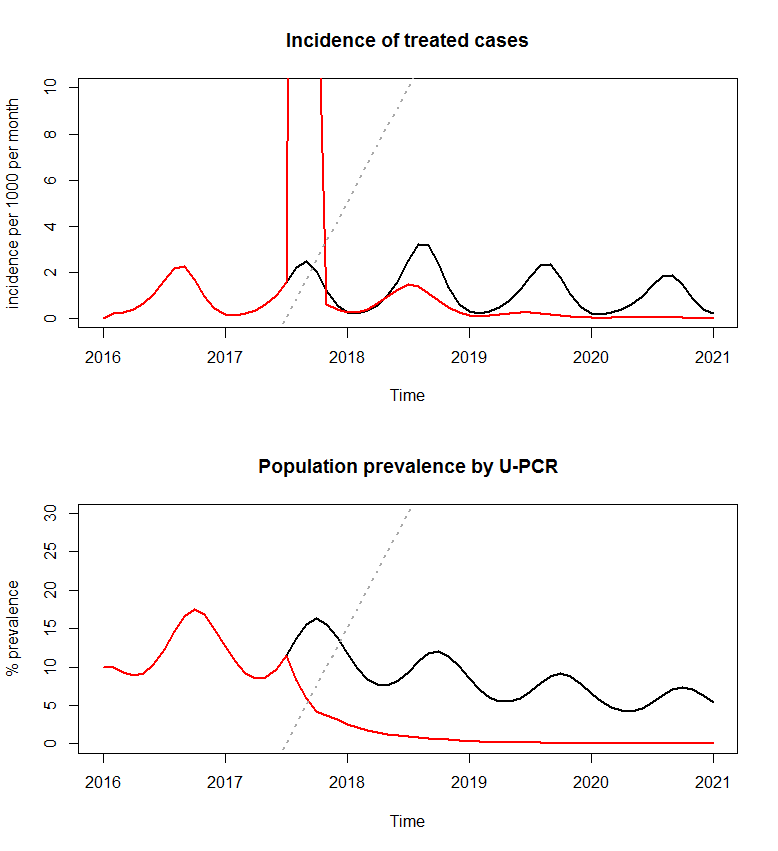 Incidence of treated cases
incidence per 1000 per month
10
8
6
4
2
0
2016 2017 2018 2019 2020 2021
Time
Population prevalence by U-PCR
% prevalence
30
25
20
15
10
5
0
2016 2017 2018 2019 2020 2021
Time